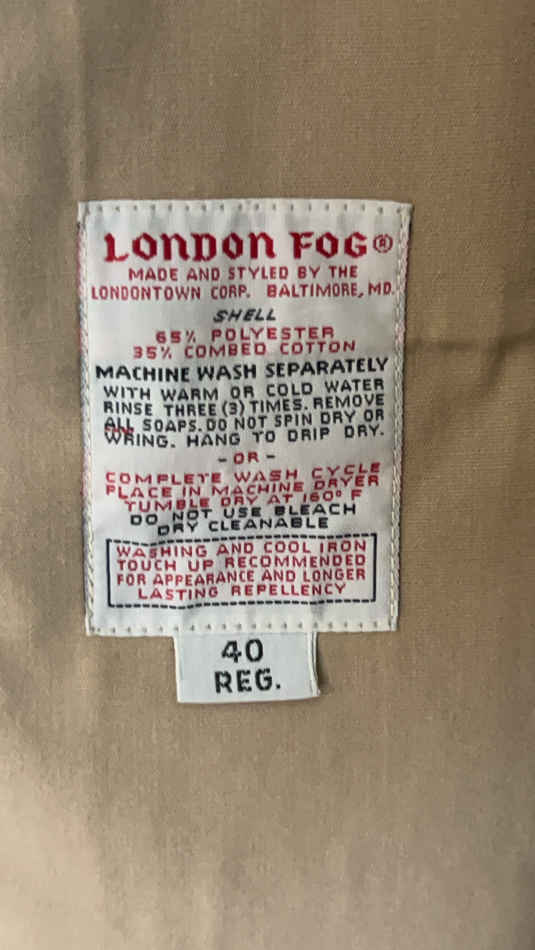 LONDON FOG®
MADE AND STYLED BY THE
LONDONTOWN CORP. BALTIMORE, MD.
SHELL
65% POLYESTER
35% COMBED COTTON
MACHINE WASH SEPARATELY
WITH WARM OR COLD WATER
RINSE THREE (3) TIMES. REMOVE
ALL SOAPS. DO NOT SPIN DRY OR
WRING. HANG TO DRIP DRY.
- OR -
COMPLETE WASH CYCLE
PLACE IN MACHINE DRYER
TUMBLE DRY AT 160° F
DO NOT USE BLEACH
DRY CLEANABLE
WASHING AND COOL IRON
TOUCH UP RECOMMENDED
FOR APPEARANCE AND LONGER
LASTING REPELLENCY
40
REG.